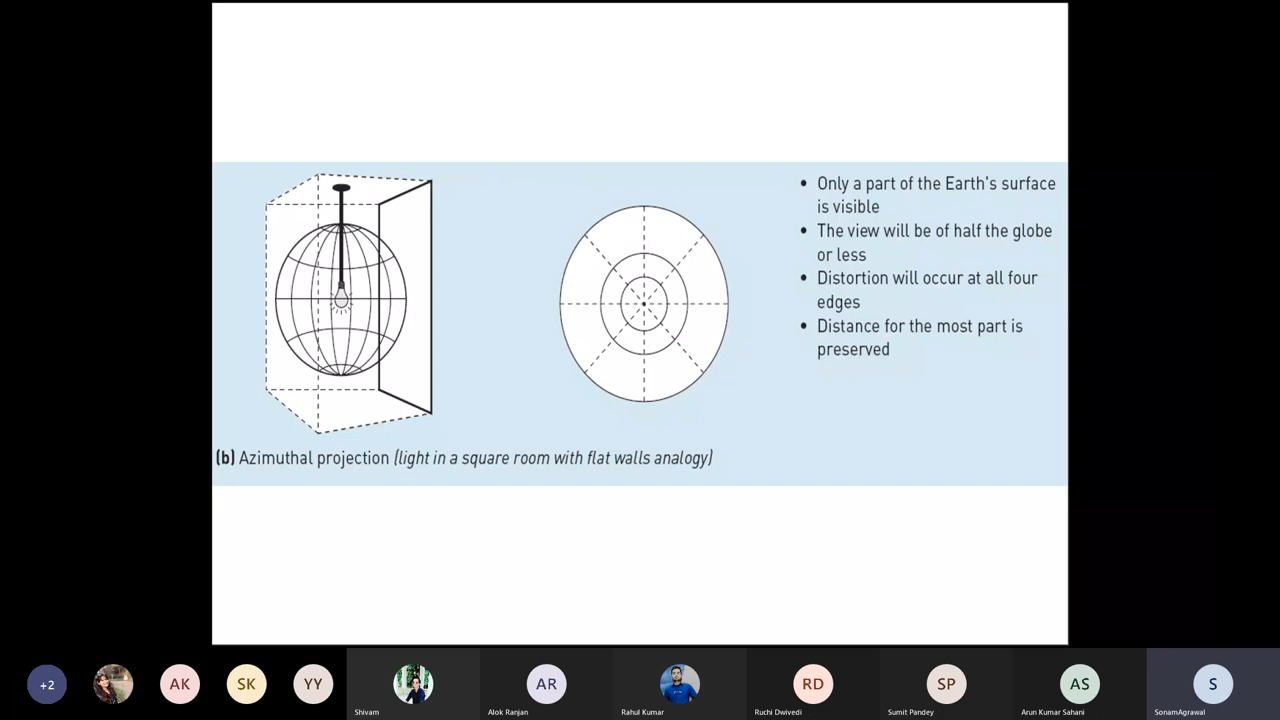 • Only a part of the Earth's surface
is visible
• The view will be of half the globe
or less
• Distortion will occur at all four
edges
• Distance for the most part is
preserved
(b) Azimuthal projection (light in a square room with flat walls analogy)
+2
AK
SK
YY
Shivam
AR
Alok Ranjan
Rahul Kumar
RD
Ruchi Dwivedi
SP
Sumit Pandey
AS
Arun Kumar Sahani
S
SonamAgrawal